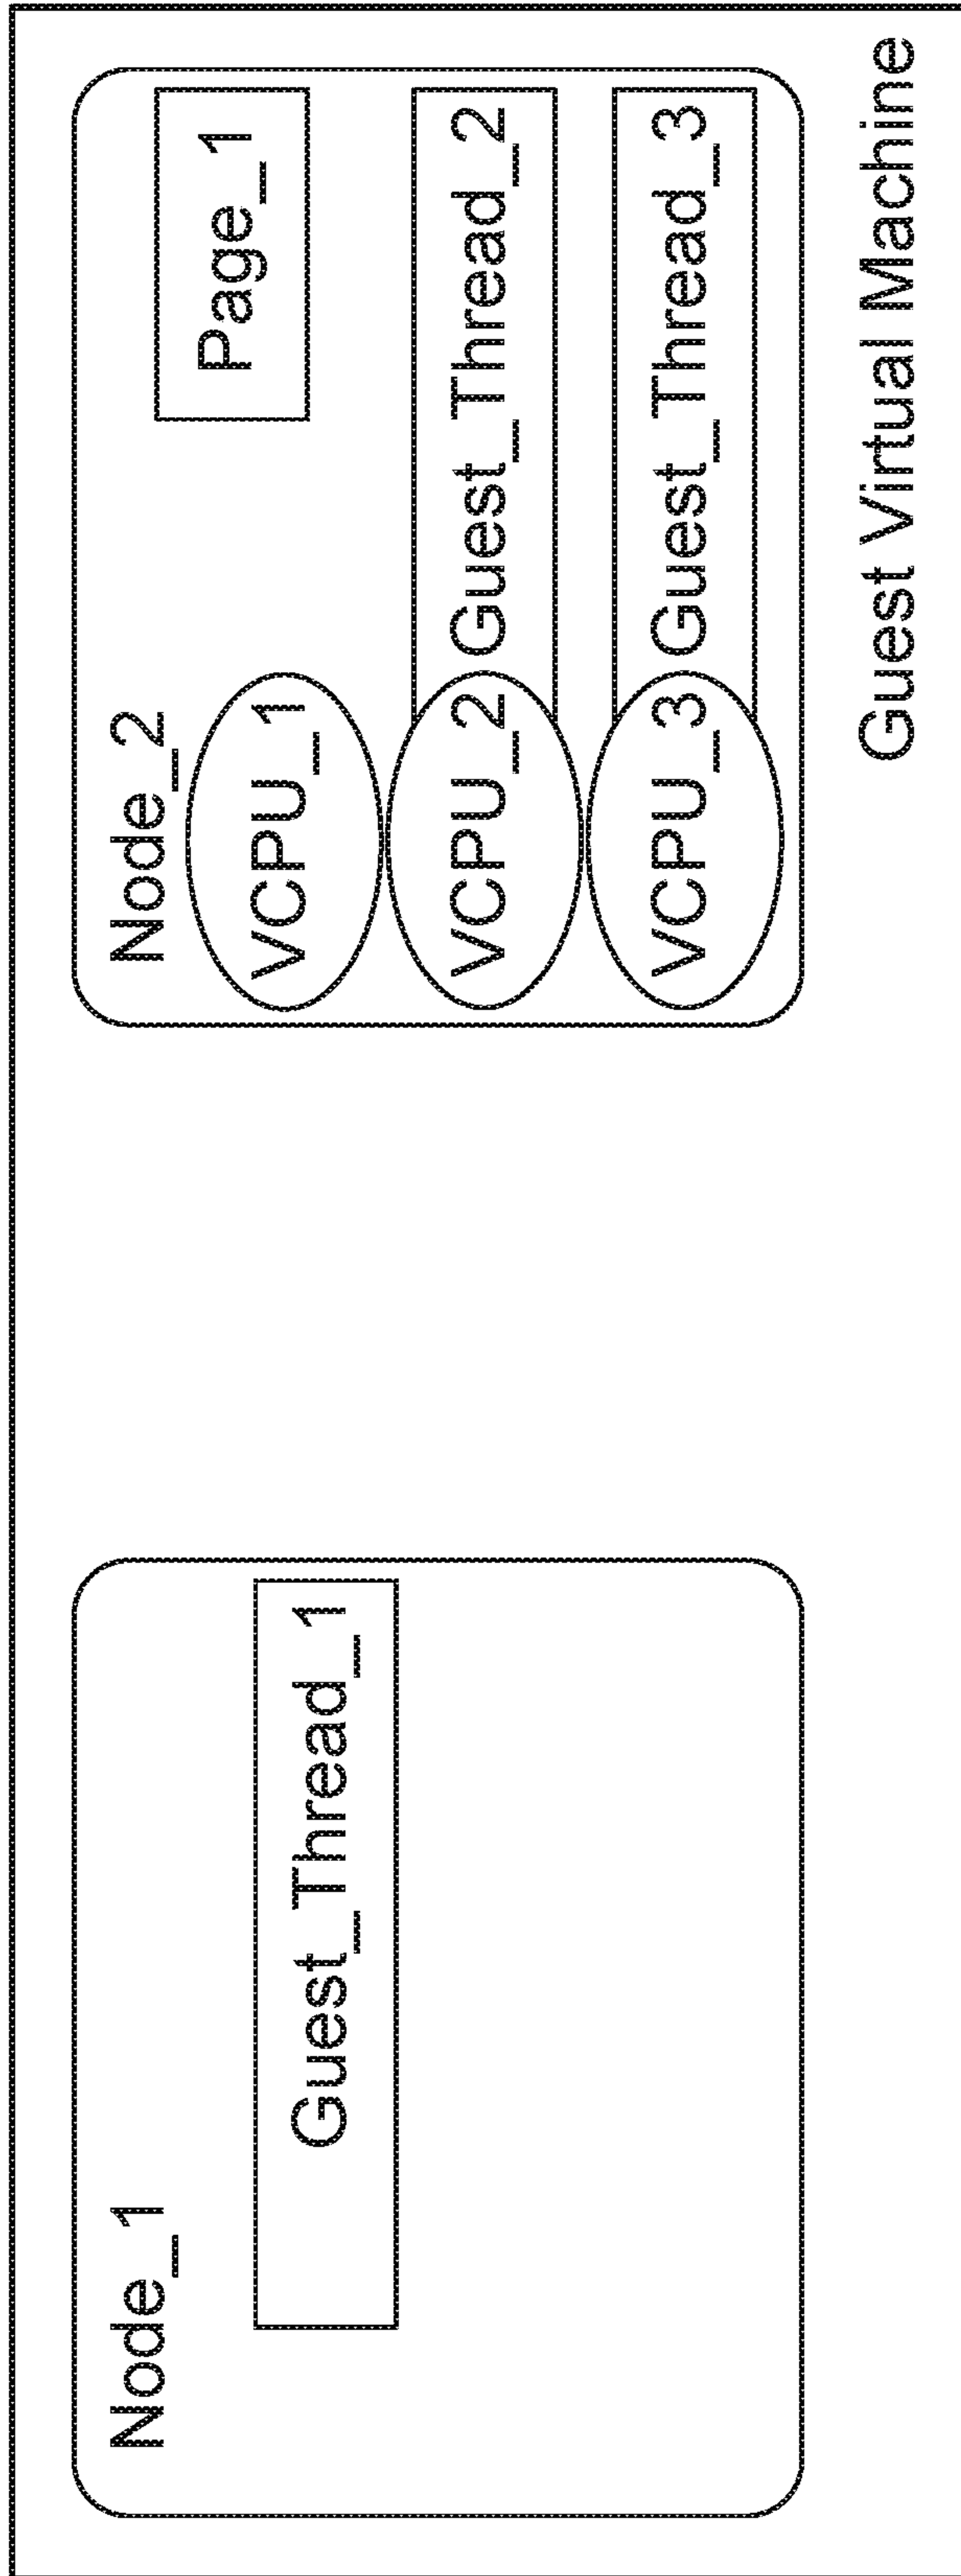 Node_1
Guest_Thread_1
Node_2
Page_1
VCPU_1
VCPU_2
Guest_Thread_2
VCPU_3
Guest_Thread_3
Guest Virtual Machine